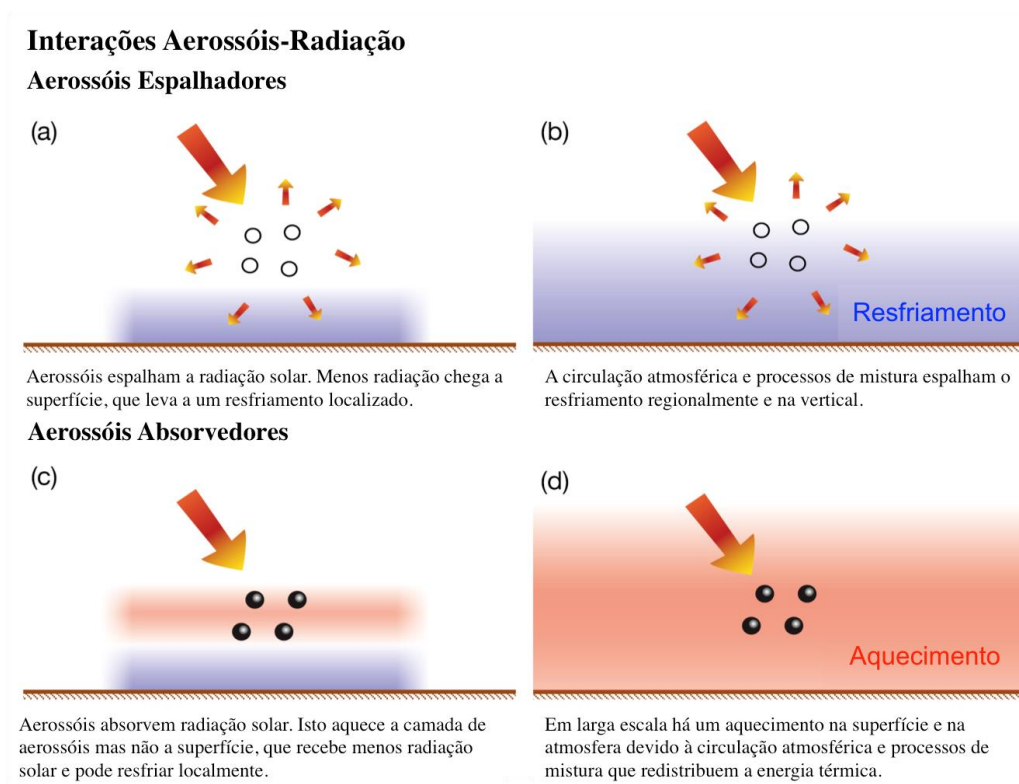 Interações Aerossóis-Radiação
Aerossóis Espalhadores
(a)
(b)
Resfriamento
Aerossóis espalham a radiação solar. Menos radiação chega a
superfície, que leva a um resfriamento localizado.
A circulação atmosférica e processos de mistura espalham o
resfriamento regionalmente e na vertical.
Aerossóis Absorvedores
(c)
(d)
Aquecimento
Aerossóis absorvem radiação solar. Isto aquece a camada de
aerossóis mas não a superfície, que recebe menos radiação
solar e pode resfriar localmente.
Em larga escala há um aquecimento na superfície e na
atmosfera devido à circulação atmosférica e processos de
mistura que redistribuem a energia térmica.